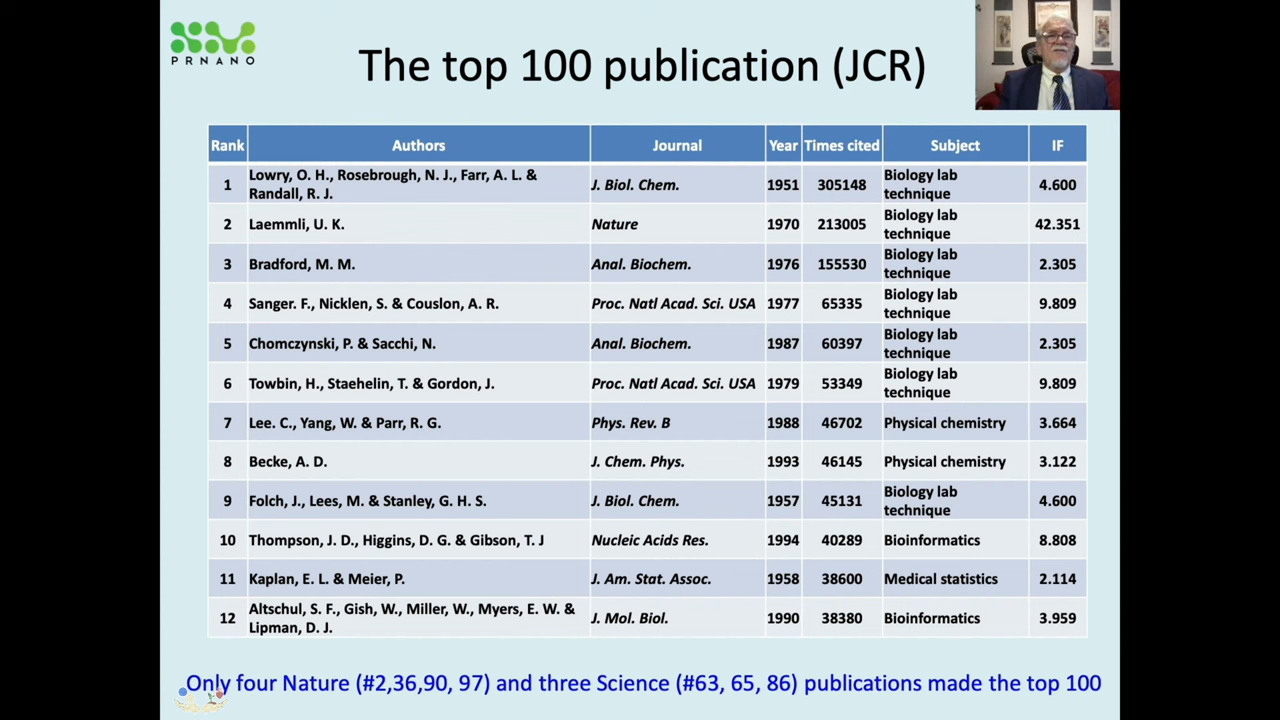 PRNANO
The top 100 publication (JCR)
Rank Authors Journal Year Times cited Subject IF
1 Lowry, O. H., Rosebrough, N. J., Farr, A. L. & Randall, R. J. J. Biol. Chem. 1951 305148 Biology lab technique 4.600
2 Laemmli, U. K. Nature 1970 213005 Biology lab technique 42.351
3 Bradford, M. M. Anal. Biochem. 1976 155530 Biology lab technique 2.305
4 Sanger. F., Nicklen, S. & Couslon, A. R. Proc. Natl Acad. Sci. USA 1977 65335 Biology lab technique 9.809
5 Chomczynski, P. & Sacchi, N. Anal. Biochem. 1987 60397 Biology lab technique 2.305
6 Towbin, H., Staehelin, T. & Gordon, J. Proc. Natl Acad. Sci. USA 1979 53349 Biology lab technique 9.809
7 Lee. C., Yang, W. & Parr, R. G. Phys. Rev. B 1988 46702 Physical chemistry 3.664
8 Becke, A. D. J. Chem. Phys. 1993 46145 Physical chemistry 3.122
9 Folch, J., Lees, M. & Stanley, G. H. S. J. Biol. Chem. 1957 45131 Biology lab technique 4.600
10 Thompson, J. D., Higgins, D. G. & Gibson, T. J Nucleic Acids Res. 1994 40289 Bioinformatics 8.808
11 Kaplan, E. L. & Meier, P. J. Am. Stat. Assoc. 1958 38600 Medical statistics 2.114
12 Altschul, S. F., Gish, W., Miller, W., Myers, E. W. & Lipman, D. J. J. Mol. Biol. 1990 38380 Bioinformatics 3.959
Only four Nature (#2,36,90, 97) and three Science (#63, 65, 86) publications made the top 100